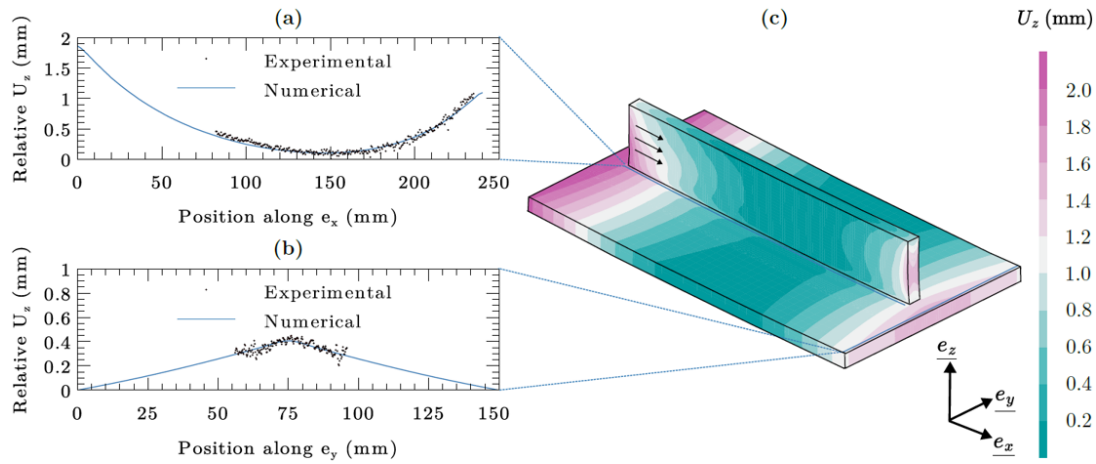 (a)
Relative U_z (mm)
2
1.5
1
0.5
0
Experimental
Numerical
0 50 100 150 200 250
Position along e_x (mm)
(b)
Relative U_z (mm)
1
0.8
0.6
0.4
0.2
0
Experimental
Numerical
0 25 50 75 100 125 150
Position along e_y (mm)
(c)
e_z
e_y
e_x
U_z (mm)
2.0
1.8
1.6
1.4
1.2
1.0
0.8
0.6
0.4
0.2